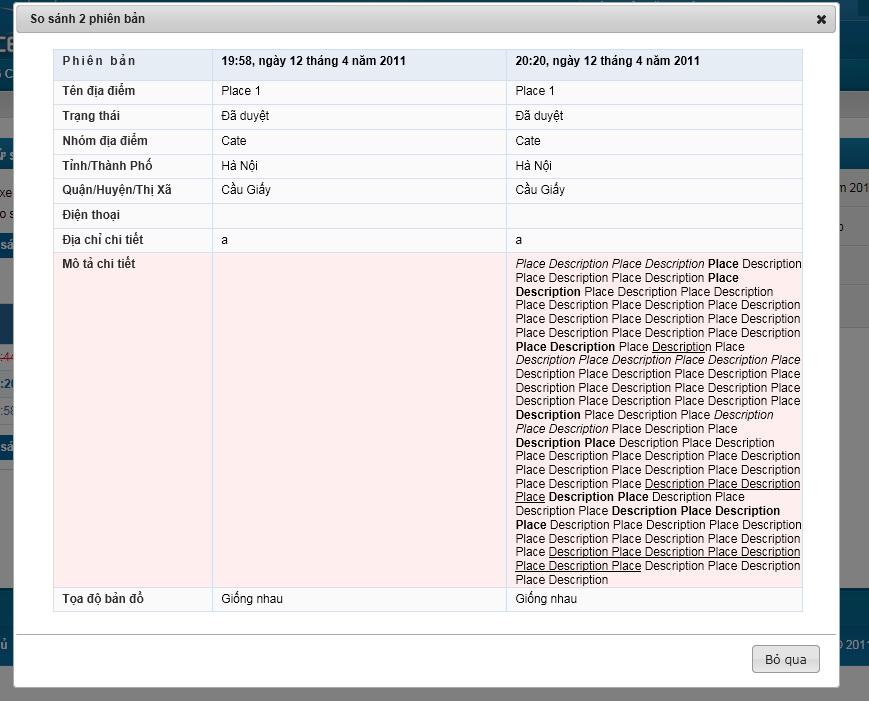 So sánh 2 phiên bản
Phiên bản 19:58, ngày 12 tháng 4 năm 2011 20:20, ngày 12 tháng 4 năm 2011
Tên địa điểm Place 1 Place 1
Trạng thái Đã duyệt Đã duyệt
Nhóm địa điểm Cate Cate
Tỉnh/Thành Phố Hà Nội Hà Nội
Quận/Huyện/Thị Xã Cầu Giấy Cầu Giấy
Điện thoại
Địa chỉ chi tiết a a
Mô tả chi tiết Place Description Place Description Place Description
Place Description Place Description Place
Description Place Description Place Description
Place Description Place Description Place Description
Place Description Place Description Place Description
Place Description Place Description Place Description
Place Description Place Description Place
Description Place Description Place Description Place
Description Place Description Place Description Place
Description Place Description Place Description Place
Description Place Description Place Description Place
Description Place Description Place Description
Place Description Place Description Place
Description Place Description Place Description
Place Description Place Description Place Description
Place Description Place Description Place Description
Place Description Place Description Place Description
Place Description Place Description Place
Description Place Description Place Description
Place Description Place Description Place Description
Place Description Place Description Place Description
Place Description Place Description Place Description
Place Description Place Description Place Description
Place Description
Tọa độ bản đồ Giống nhau Giống nhau
Bỏ qua